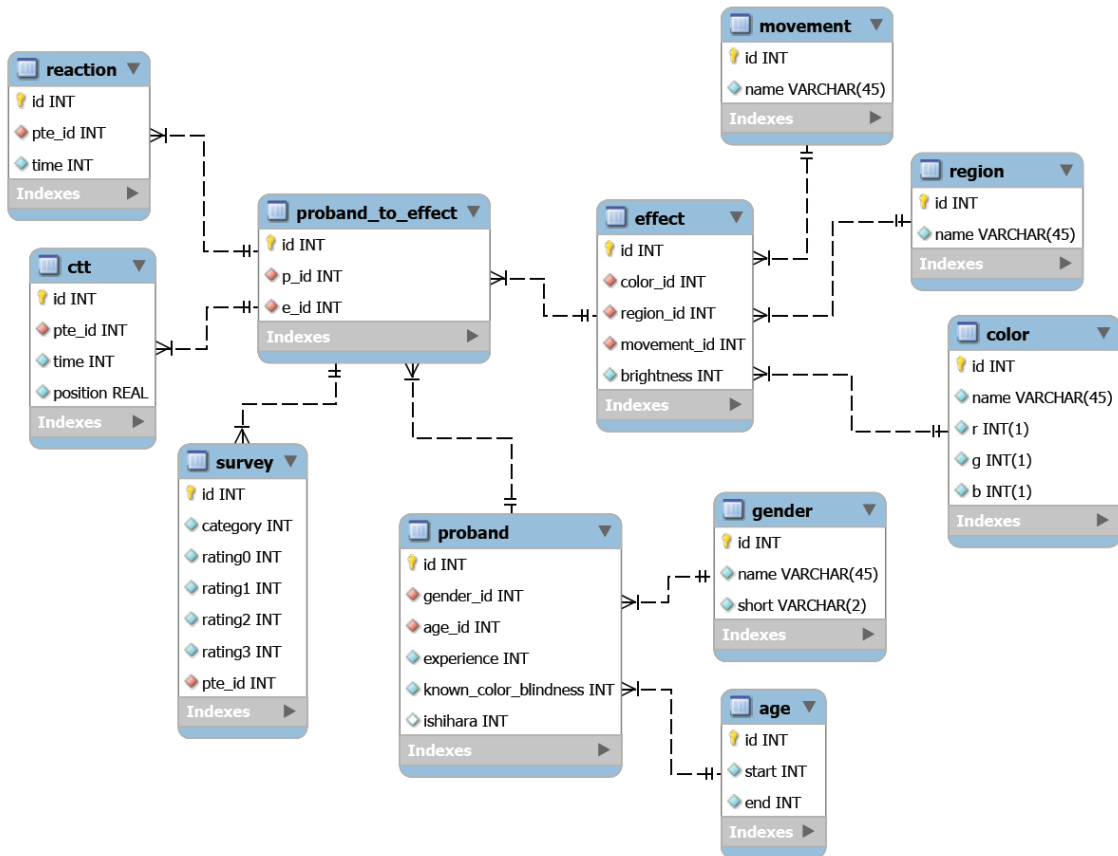 movement
id INT
name VARCHAR(45)
Indexes
reaction
id INT
pte_id INT
time INT
Indexes
region
id INT
name VARCHAR(45)
Indexes
proband_to_effect
id INT
p_id INT
e_id INT
Indexes
effect
id INT
color_id INT
region_id INT
movement_id INT
brightness INT
Indexes
ctt
id INT
pte_id INT
time INT
position REAL
Indexes
color
id INT
name VARCHAR(45)
r INT(1)
g INT(1)
b INT(1)
Indexes
survey
id INT
category INT
rating0 INT
rating1 INT
rating2 INT
rating3 INT
pte_id INT
Indexes
proband
id INT
gender_id INT
age_id INT
experience INT
known_color_blindness INT
ishihara INT
Indexes
gender
id INT
name VARCHAR(45)
short VARCHAR(2)
Indexes
age
id INT
start INT
end INT
Indexes